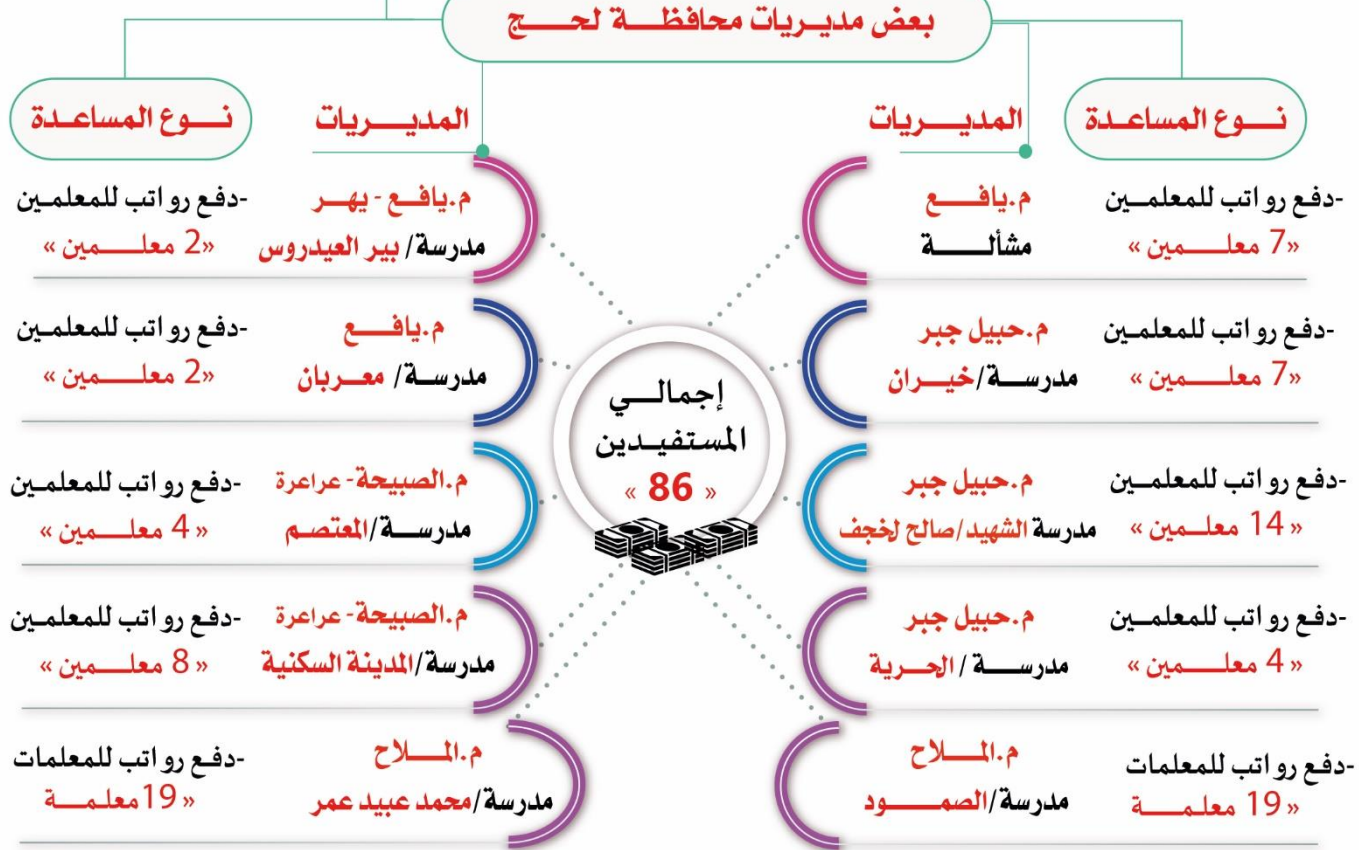 بعض مديريات محافظة لحج
نوع المساعدة
المديريات
-دفع رواتب للمعلمين
«7 معلمين »
م.يافع
مشألة
-دفع رواتب للمعلمين
«7 معلمين »
م.حبيل جبر
مدرسة/خيران
-دفع رواتب للمعلمين
« 14 معلمين »
م.حبيل جبر
مدرسة الشهيد/صالح لخجف
-دفع رواتب للمعلمين
« 4 معلمين »
م.حبيل جبر
مدرسة / الحرية
-دفع رواتب للمعلمات
« 19 معلمة
م.الملاح
مدرسة/الصمود
إجمالي
المستفيدين
« 86 »
المديريات
نوع المساعدة
م.يافع - يهر
مدرسة/ بير العيدروس
-دفع رواتب للمعلمين
«2 معلمين »
م.يافع
مدرسة/ معربان
-دفع رواتب للمعلمين
«2 معلمين »
م.الصبيحة- عراعرة
مدرسة/المعتصم
-دفع رواتب للمعلمين
« 4 معلمين »
م.الصبيحة- عراعرة
مدرسة/المدينة السكنية
-دفع رواتب للمعلمين
« 8 معلمين »
م.الملاح
مدرسة/محمد عبيد عمر
-دفع رواتب للمعلمات
« 19معلمة